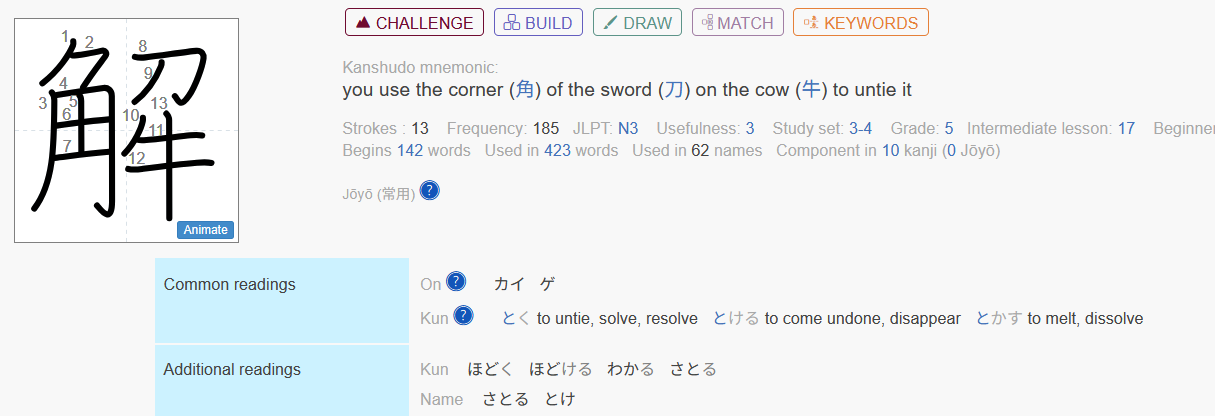 CHALLENGE BUILD DRAW MATCH KEYWORDS
Kanshudo mnemonic:
you use the corner (角) of the sword (刀) on the cow (牛) to untie it
Strokes : 13 Frequency: 185 JLPT: N3 Usefulness: 3 Study set: 3-4 Grade: 5 Intermediate lesson: 17 Beginner
Begins 142 words Used in 423 words Used in 62 names Component in 10 kanji (0 Jōyō)
Jōyō (常用) ?
解
1 2 3 4 5 6 7 8 9 10 11 12 13
Animate
Common readings
On ? カイ ゲ
Kun ? とく to untie, solve, resolve とける to come undone, disappear とかす to melt, dissolve
Additional readings
Kun ほどく ほどける わかる さとる
Name さとる とけ